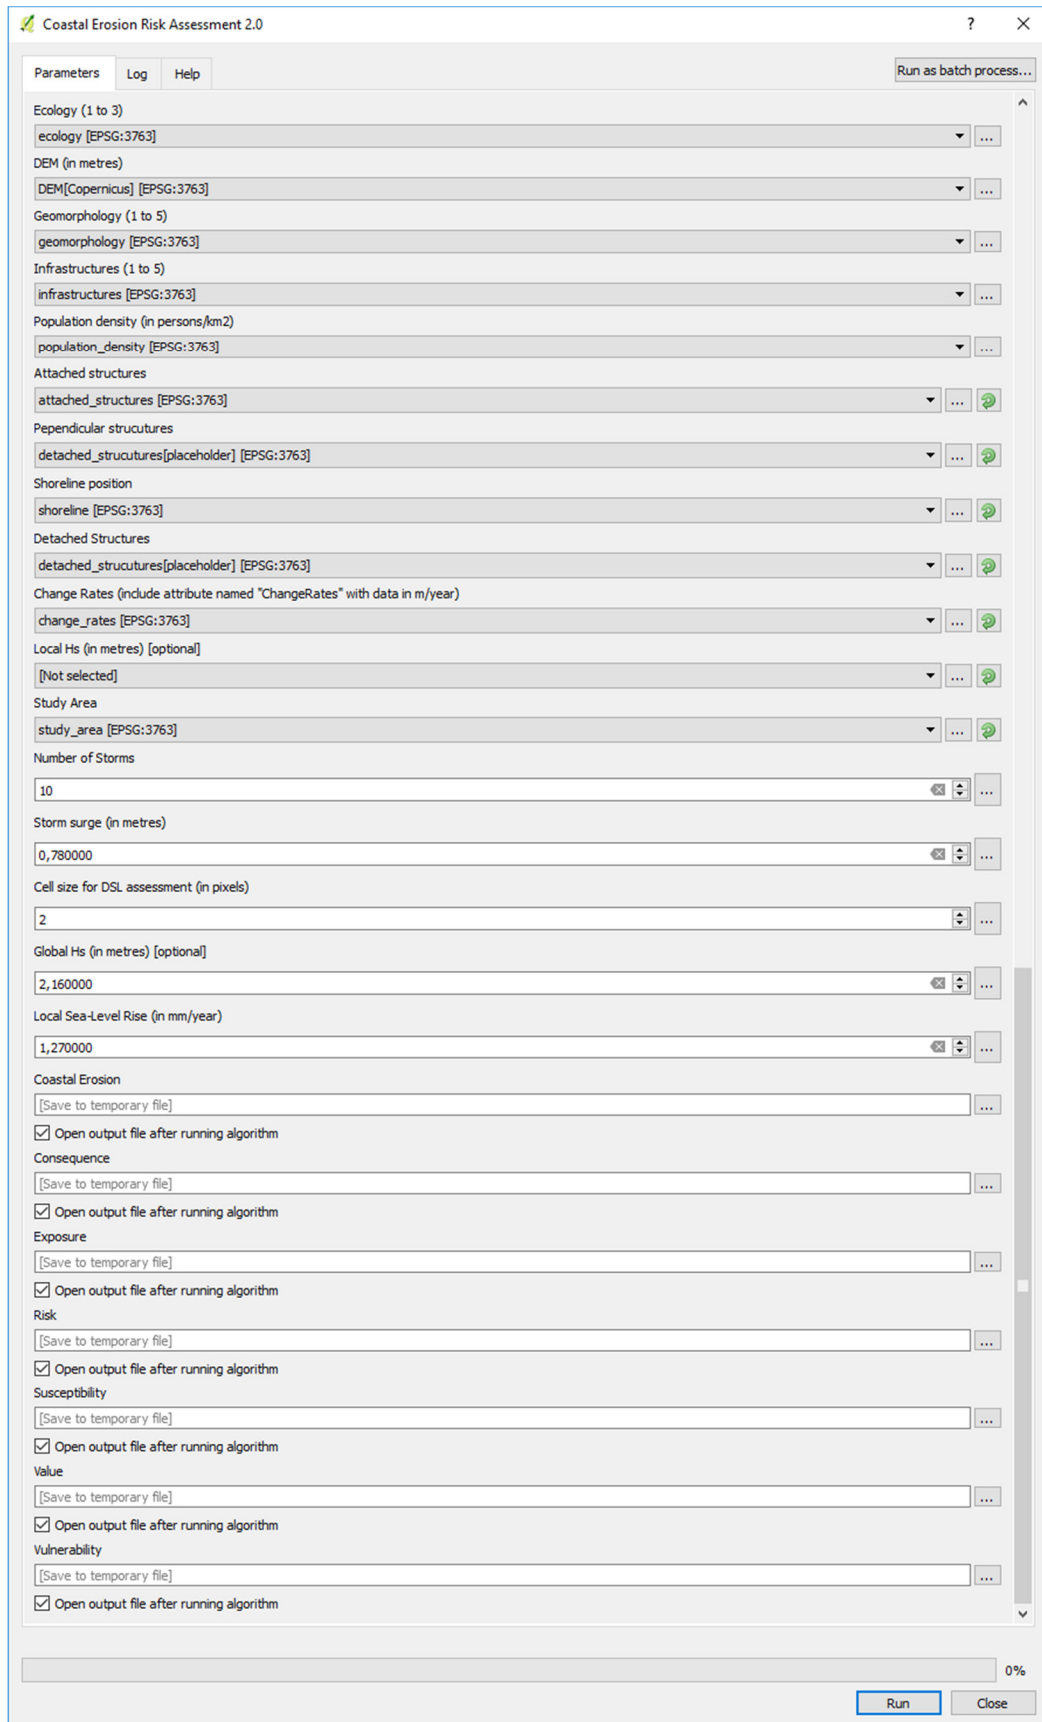 Coastal Erosion Risk Assessment 2.0
?
Parameters
Log
Help
Run as batch process...
Ecology (1 to 3)
ecology [EPSG:3763]
...
DEM (in metres)
DEM[Copernicus] [EPSG:3763]
...
Geomorphology (1 to 5)
geomorphology [EPSG:3763]
...
Infrastructures (1 to 5)
infrastructures [EPSG:3763]
...
Population density (in persons/km2)
population_density [EPSG:3763]
...
Attached structures
attached_structures [EPSG:3763]
...
Pependicular strucutures
detached_strucutures[placeholder] [EPSG:3763]
...
Shoreline position
shoreline [EPSG:3763]
...
Detached Structures
detached_strucutures[placeholder] [EPSG:3763]
...
Change Rates (include attribute named "ChangeRates" with data in m/year)
change_rates [EPSG:3763]
...
Local Hs (in metres) [optional]
[Not selected]
...
Study Area
study_area [EPSG:3763]
...
Number of Storms
10
...
Storm surge (in metres)
0,780000
...
Cell size for DSL assessment (in pixels)
2
...
Global Hs (in metres) [optional]
2,160000
...
Local Sea-Level Rise (in mm/year)
1,270000
...
Coastal Erosion
[Save to temporary file]
...
Open output file after running algorithm
Consequence
[Save to temporary file]
...
Open output file after running algorithm
Exposure
[Save to temporary file]
...
Open output file after running algorithm
Risk
[Save to temporary file]
...
Open output file after running algorithm
Susceptibility
[Save to temporary file]
...
Open output file after running algorithm
Value
[Save to temporary file]
...
Open output file after running algorithm
Vulnerability
[Save to temporary file]
...
Open output file after running algorithm
0%
Run
Close